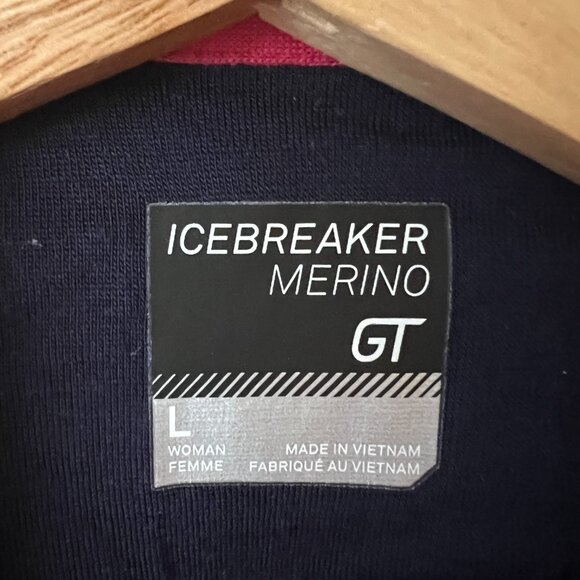 ICEBREAKER
MERINO
GT
L
WOMAN MADE IN VIETNAM
FEMME FABRIQUÉ AU VIETNAM